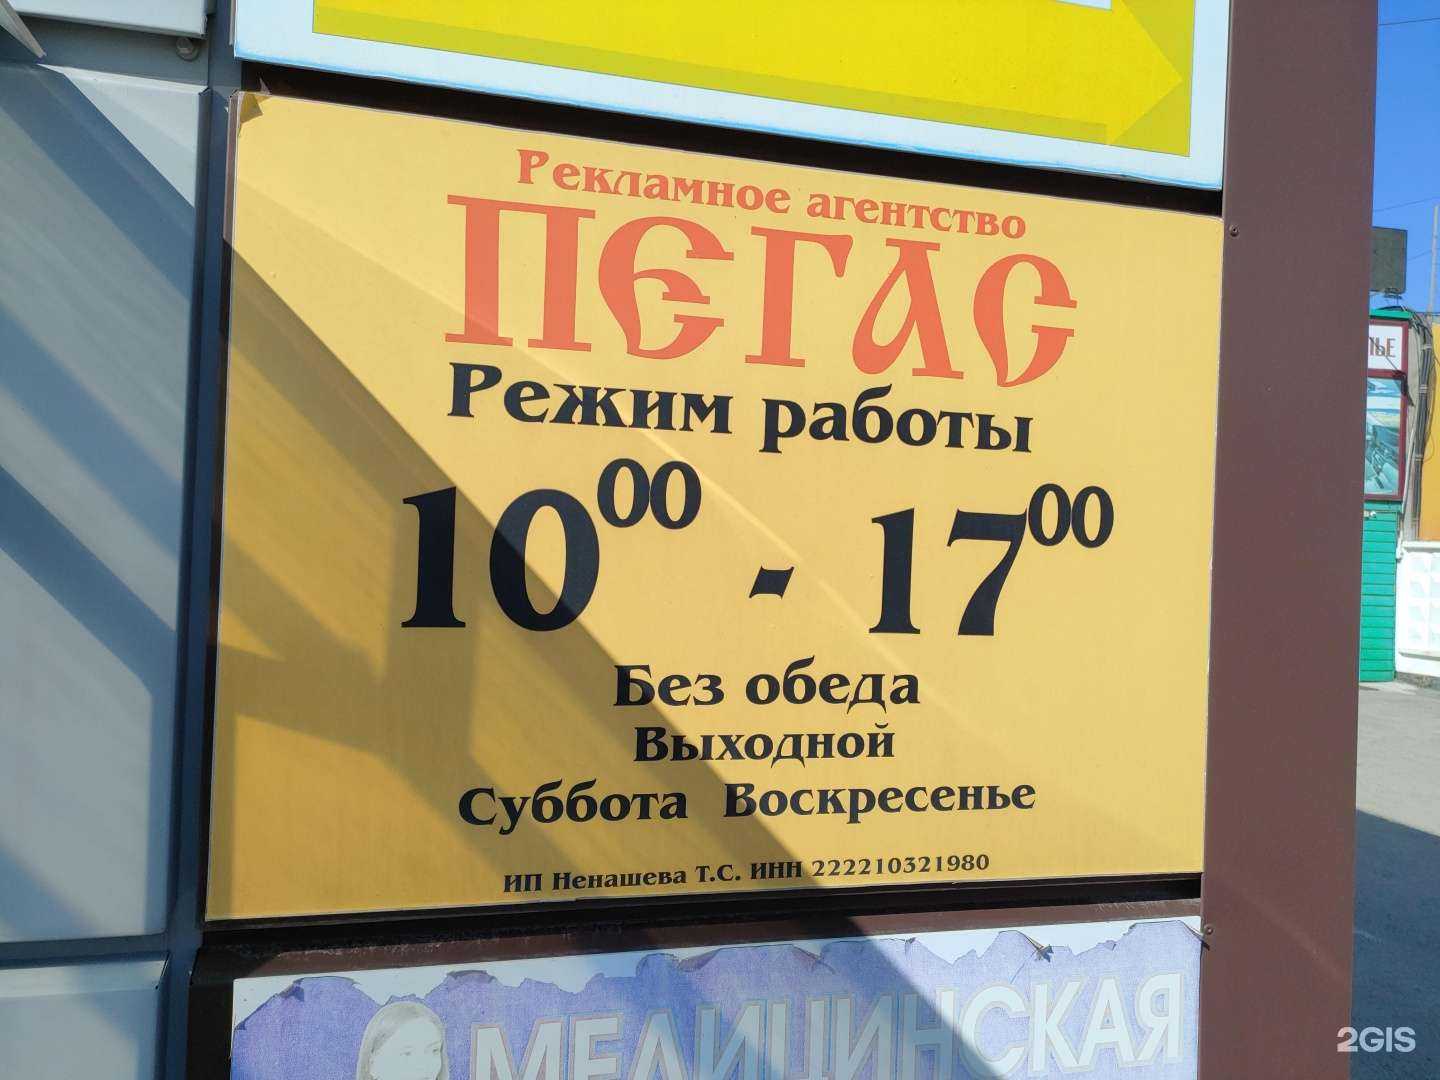 Рекламное агентство
ПЕГАС
Режим работы
10⁰⁰ - 17⁰⁰
Без обеда
Выходной
Суббота Воскресенье
ИП Ненашева Т.С. ИНН 222210321980
МЕДИЦИНСКАЯ
2GIS